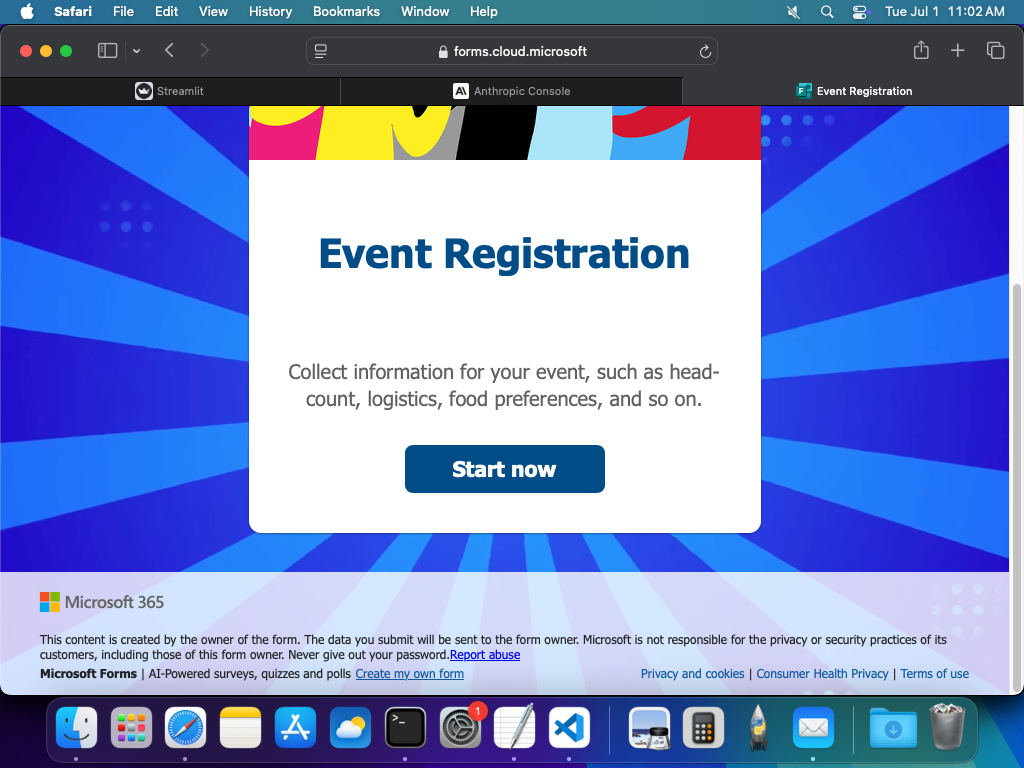 Safari File Edit View History Bookmarks Window Help Tue Jul 1 11:02 AM
forms.cloud.microsoft
Streamlit Anthropic Console Event Registration
Event Registration
Collect information for your event, such as head-
count, logistics, food preferences, and so on.
Start now
Microsoft 365
This content is created by the owner of the form. The data you submit will be sent to the form owner. Microsoft is not responsible for the privacy or security practices of its
customers, including those of this form owner. Never give out your password.Report abuse
Microsoft Forms | AI-Powered surveys, quizzes and polls Create my own form Privacy and cookies | Consumer Health Privacy | Terms of use
1